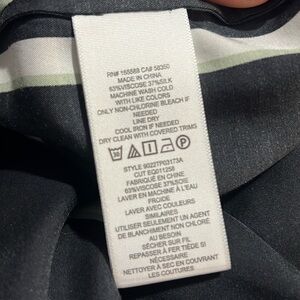 RN# 155588 CA# 58350
MADE IN CHINA
63%VISCOSE 37%SILK
MACHINE WASH COLD
WITH LIKE COLORS
ONLY NON-CHLORINE BLEACH IF
NEEDED
LINE DRY
COOL IRON IF NEEDED
DRY CLEAN WITH COVERED TRIMS
30
STYLE 9022TP03173A
CUT EQ011258
FABRIQUÉ EN CHINE
63%VISCOSE 37%SOIE
LAVER EN MACHINE À L'EAU
FROIDE
LAVER AVEC COULEURS
SIMILAIRES
UTILISER SEULEMENT UN AGENT
DE BLANCHIMENT NON CHLORÉ
AU BESOIN
SÉCHER SUR FIL
REPASSER À FER TIÈDE SI
NÉCESSAIRE
NETTOYER À SEC EN COUVRANT
LES COUTURES